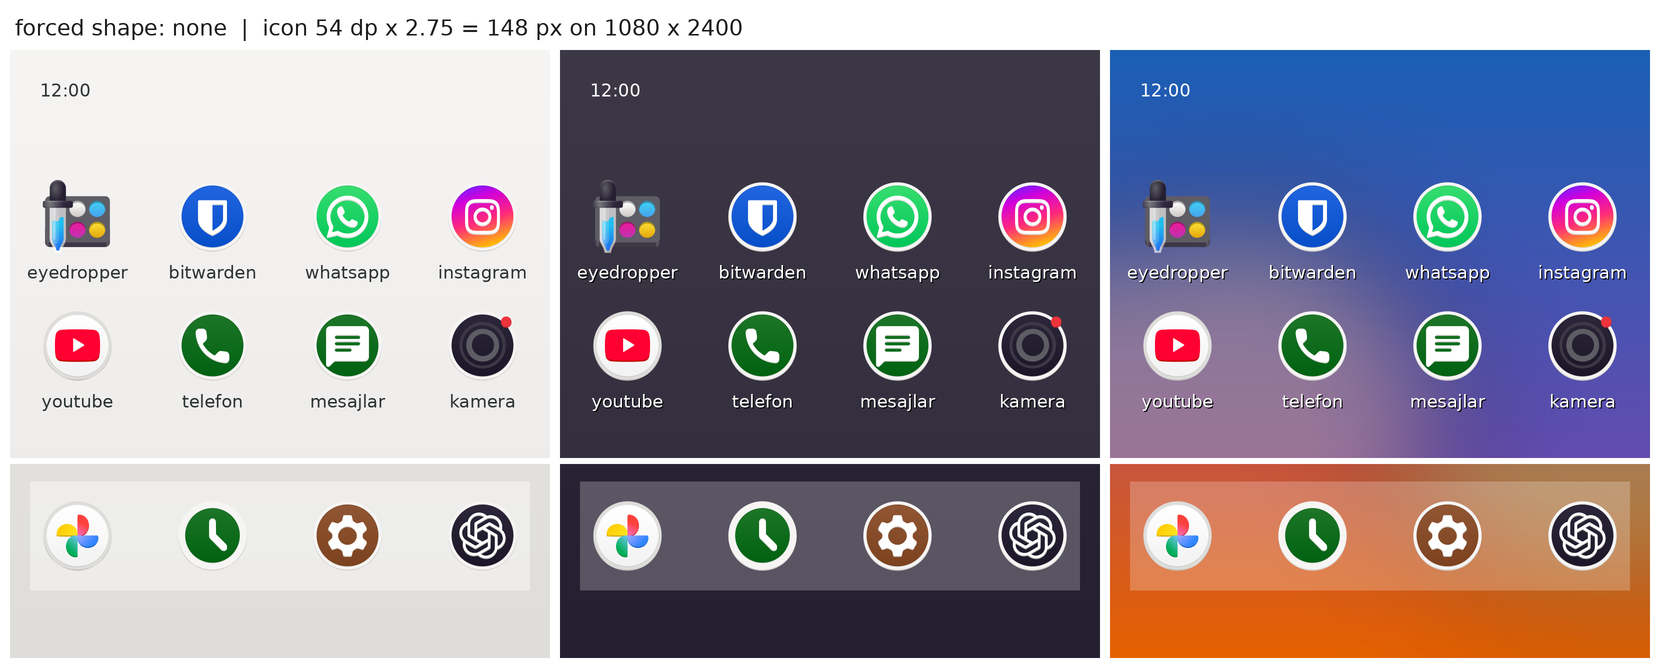 forced shape: none | icon 54 dp x 2.75 = 148 px on 1080 x 2400
12:00
12:00
12:00
eyedropper bitwarden whatsapp instagram
eyedropper bitwarden whatsapp instagram
eyedropper bitwarden whatsapp instagram
youtube telefon mesajlar kamera
youtube telefon mesajlar kamera
youtube telefon mesajlar kamera